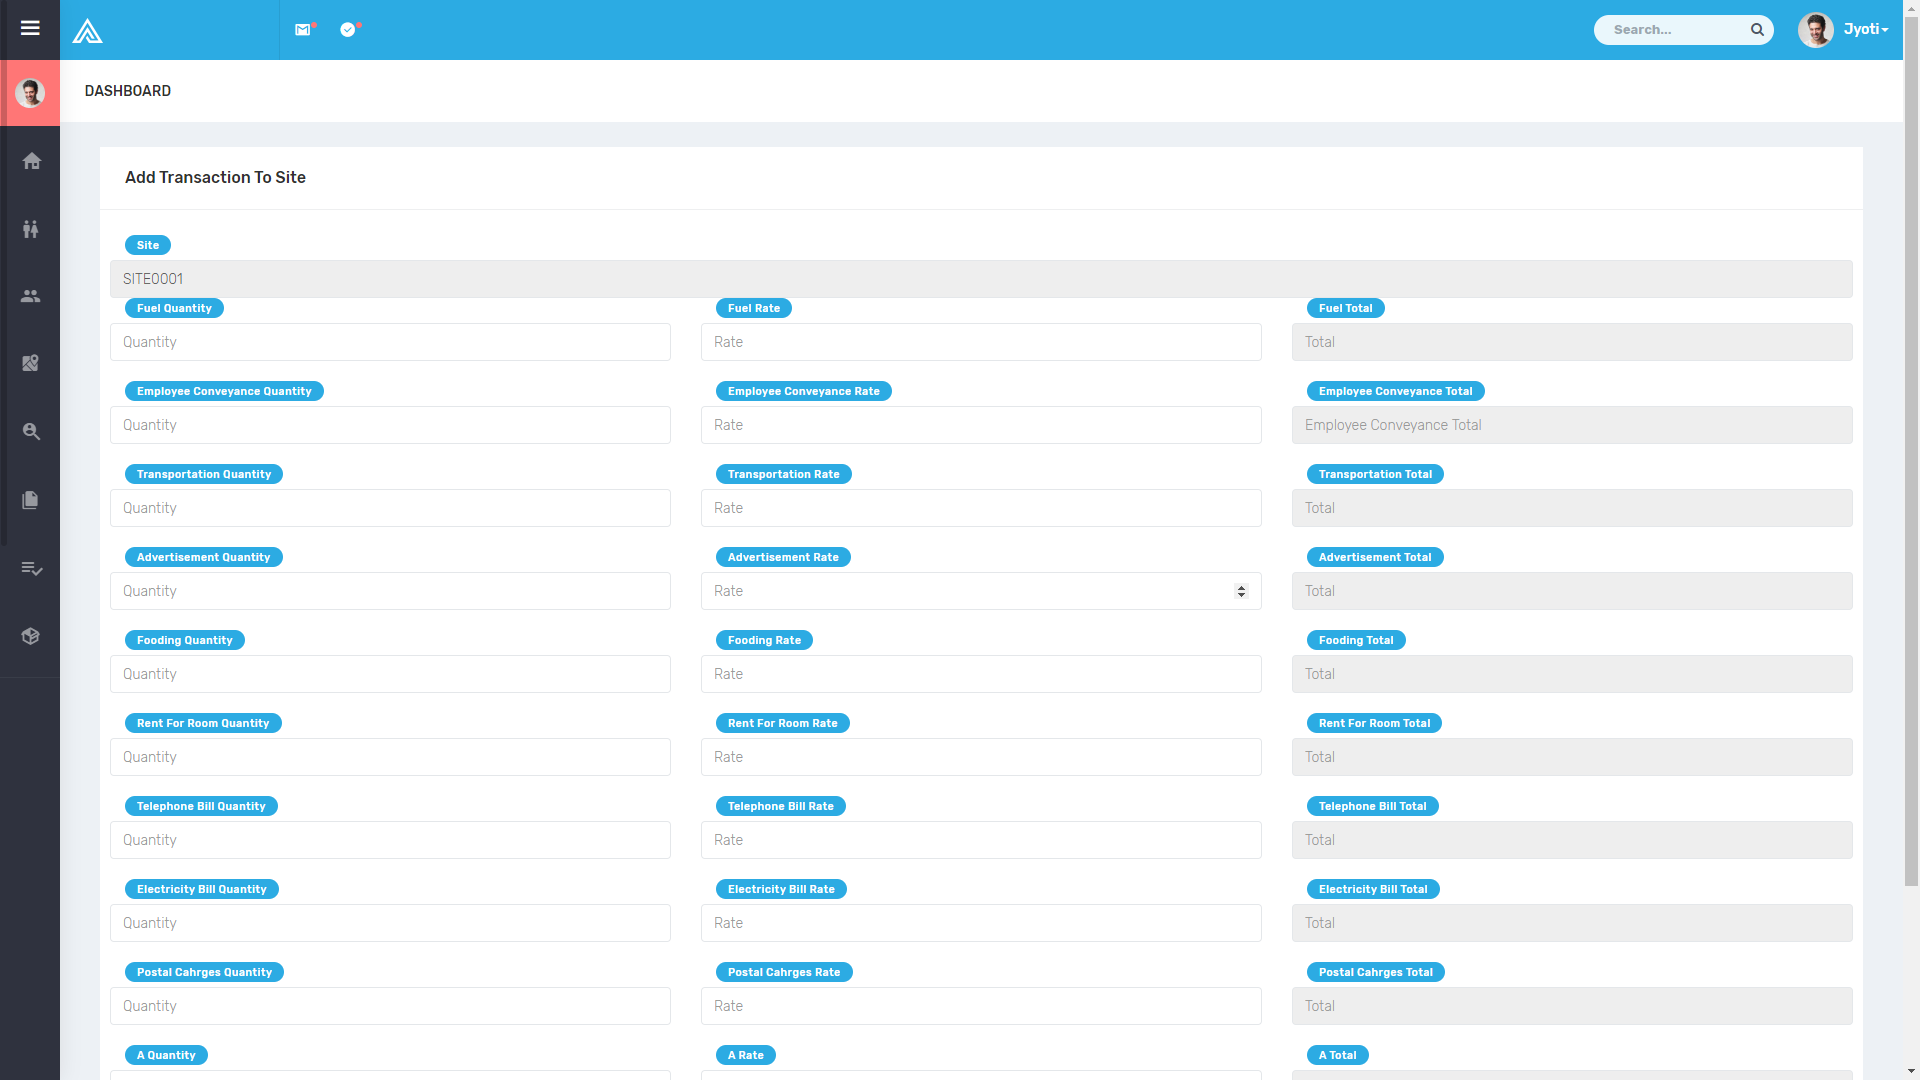 Search...
Jyoti
DASHBOARD
Add Transaction To Site
Site
SITE0001
Fuel Quantity Fuel Rate Fuel Total
Quantity Rate Total
Employee Conveyance Quantity Employee Conveyance Rate Employee Conveyance Total
Quantity Rate Employee Conveyance Total
Transportation Quantity Transportation Rate Transportation Total
Quantity Rate Total
Advertisement Quantity Advertisement Rate Advertisement Total
Quantity Rate Total
Fooding Quantity Fooding Rate Fooding Total
Quantity Rate Total
Rent For Room Quantity Rent For Room Rate Rent For Room Total
Quantity Rate Total
Telephone Bill Quantity Telephone Bill Rate Telephone Bill Total
Quantity Rate Total
Electricity Bill Quantity Electricity Bill Rate Electricity Bill Total
Quantity Rate Total
Postal Cahrges Quantity Postal Cahrges Rate Postal Cahrges Total
Quantity Rate Total
A Quantity A Rate A Total